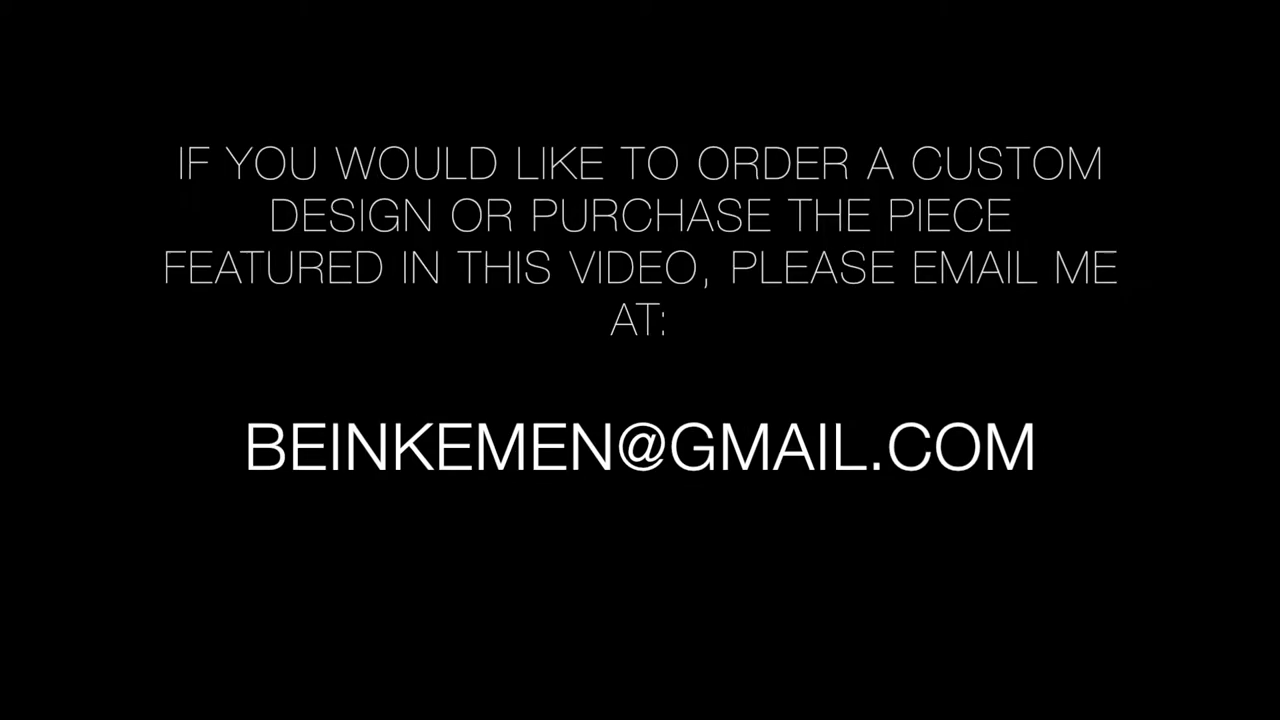 IF YOU WOULD LIKE TO ORDER A CUSTOM
DESIGN OR PURCHASE THE PIECE
FEATURED IN THIS VIDEO, PLEASE EMAIL ME
AT:
BEINKEMEN@GMAIL.COM